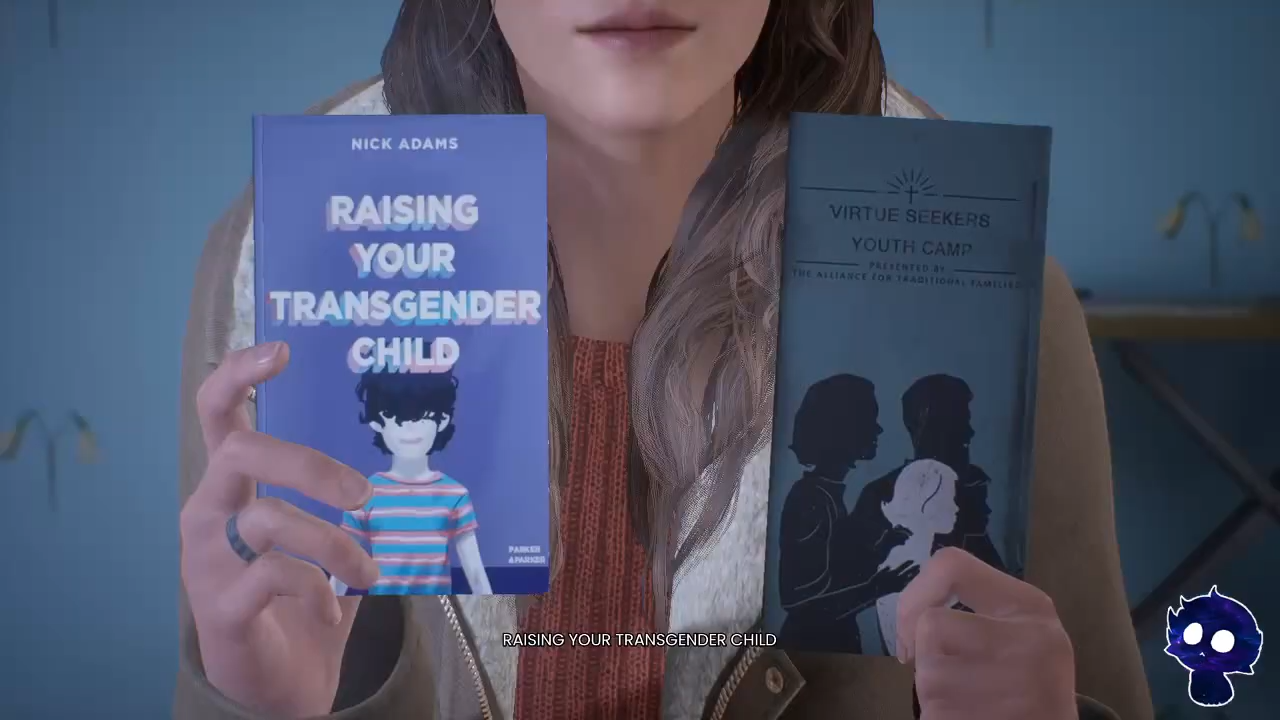 NICK ADAMS
RAISING
YOUR
TRANSGENDER
CHILD
PARKER
&PARKER
VIRTUE SEEKERS
YOUTH CAMP
PRESENTED BY
THE ALLIANCE FOR TRADITIONAL FAMILIES
RAISING YOUR TRANSGENDER CHILD